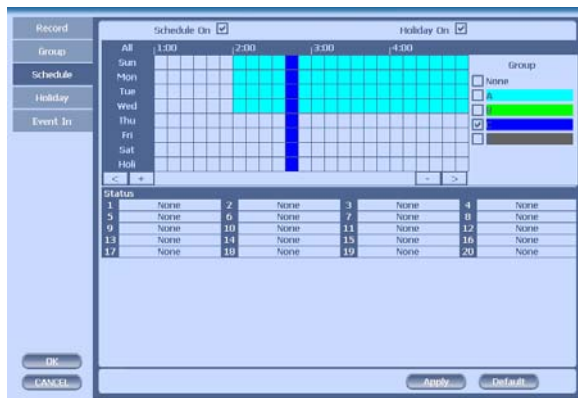 Record
Group
Schedule
Holiday
Event In
Schedule On
Holiday On
All 1:00 2:00 3:00 4:00
Sun
Mon
Tue
Wed
Thu
Fri
Sat
Holi
< +
- >
Group
None
A
Status
1 None 2 None 3 None 4 None
5 None 6 None 7 None 8 None
9 None 10 None 11 None 12 None
13 None 14 None 15 None 16 None
17 None 18 None 19 None 20 None
OK
CANCEL
Apply
Default